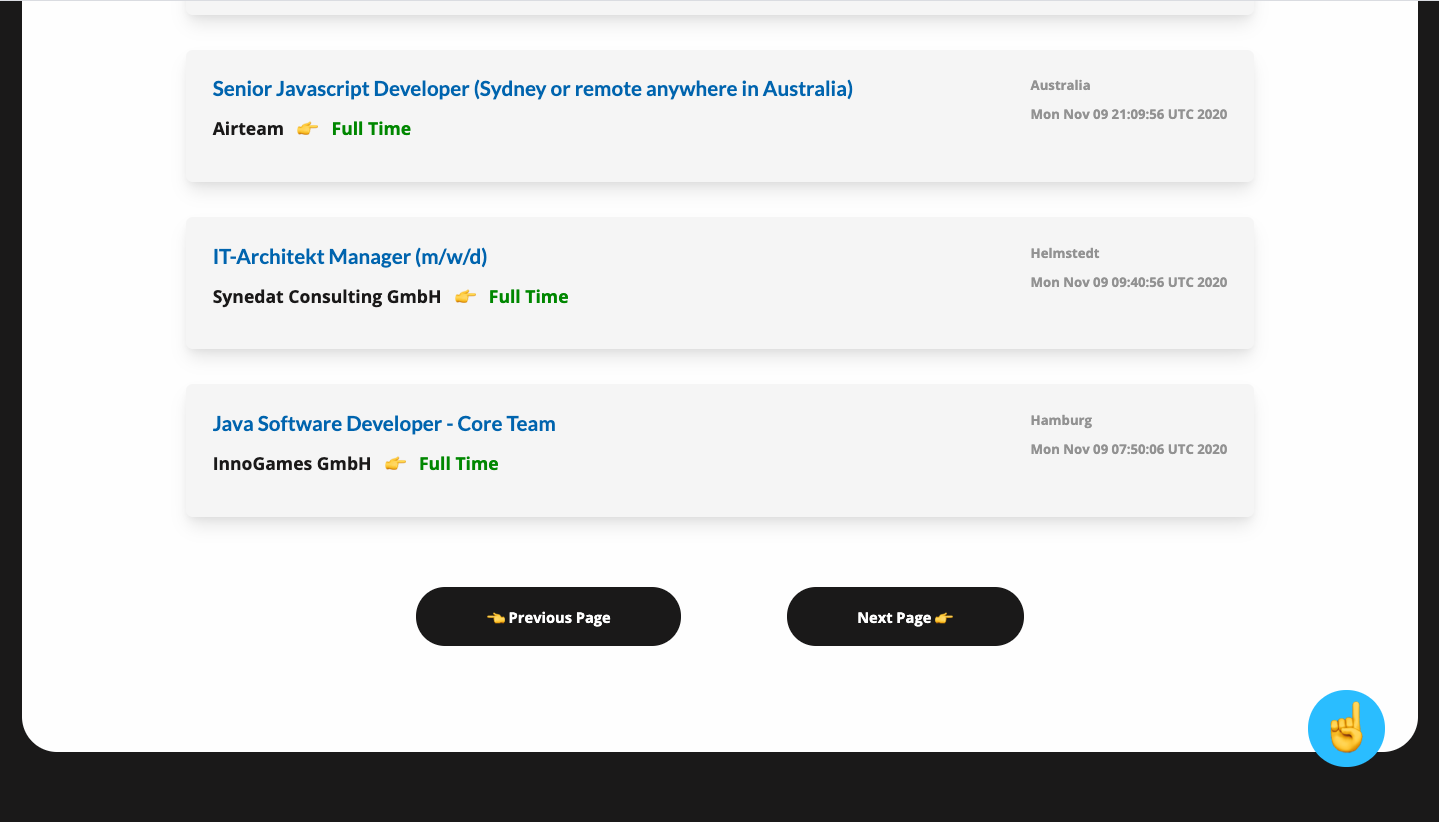 Senior Javascript Developer (Sydney or remote anywhere in Australia)
Australia
Airteam 👉 Full Time
Mon Nov 09 21:09:56 UTC 2020
IT-Architekt Manager (m/w/d)
Helmstedt
Synedat Consulting GmbH 👉 Full Time
Mon Nov 09 09:40:56 UTC 2020
Java Software Developer - Core Team
Hamburg
InnoGames GmbH 👉 Full Time
Mon Nov 09 07:50:06 UTC 2020
👈 Previous Page
Next Page 👉